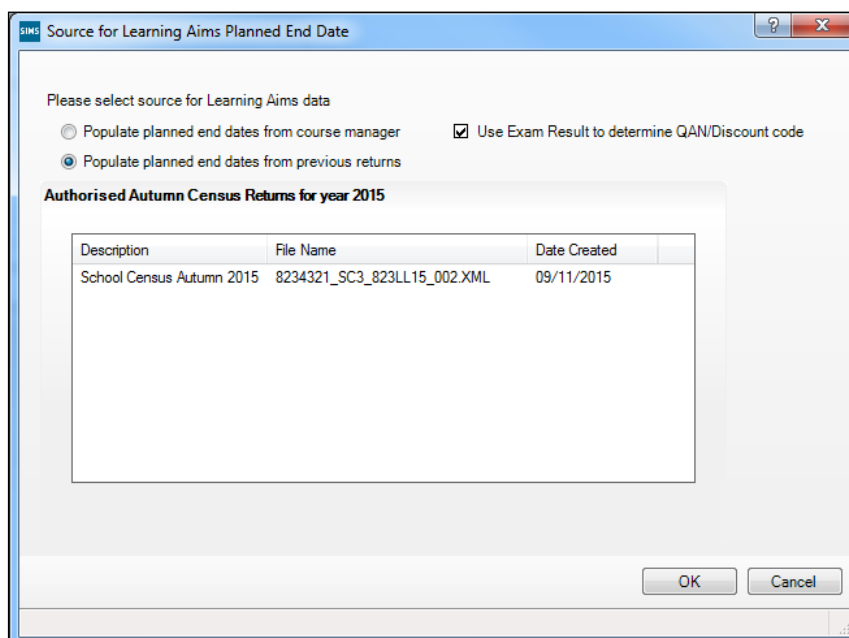 SIMS Source for Learning Aims Planned End Date
Please select source for Learning Aims data
Populate planned end dates from course manager Use Exam Result to determine QAN/Discount code
Populate planned end dates from previous returns
Authorised Autumn Census Returns for year 2015
Description File Name Date Created
School Census Autumn 2015 8234321_SC3_823LL15_002.XML 09/11/2015
OK Cancel